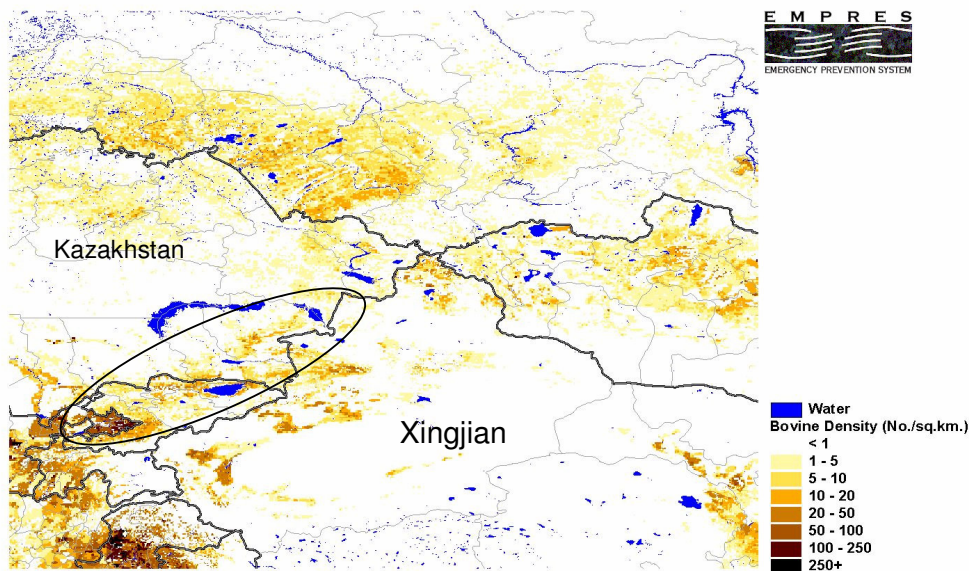 E M P R E S
EMERGENCY PREVENTION SYSTEM
Kazakhstan
Xingjian
Water
Bovine Density (No./sq.km.)
< 1
1 - 5
5 - 10
10 - 20
20 - 50
50 - 100
100 - 250
250+